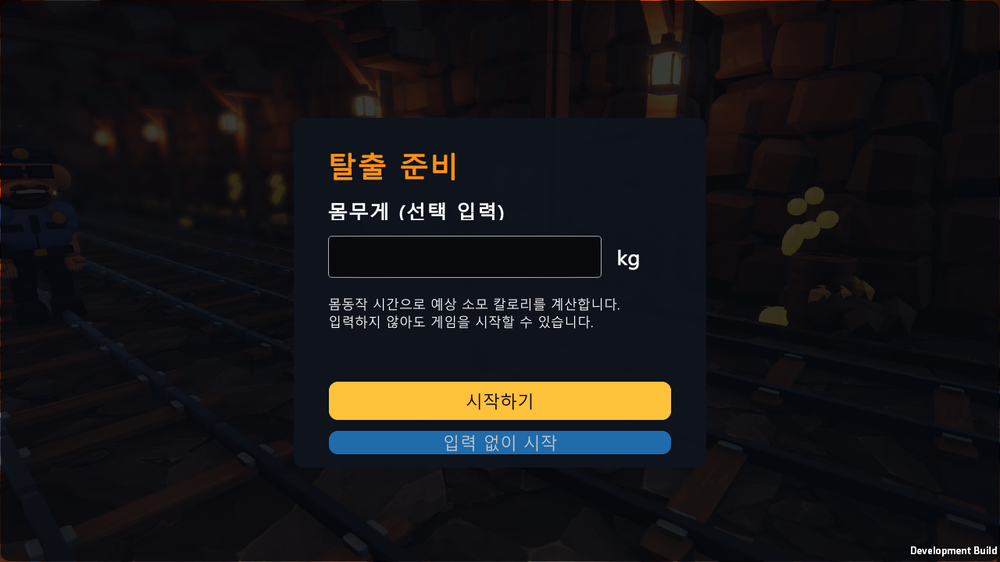 탈출 준비
몸무게 (선택 입력)
kg
몸동작 시간으로 예상 소모 칼로리를 계산합니다.
입력하지 않아도 게임을 시작할 수 있습니다.
시작하기
입력 없이 시작
Development Build